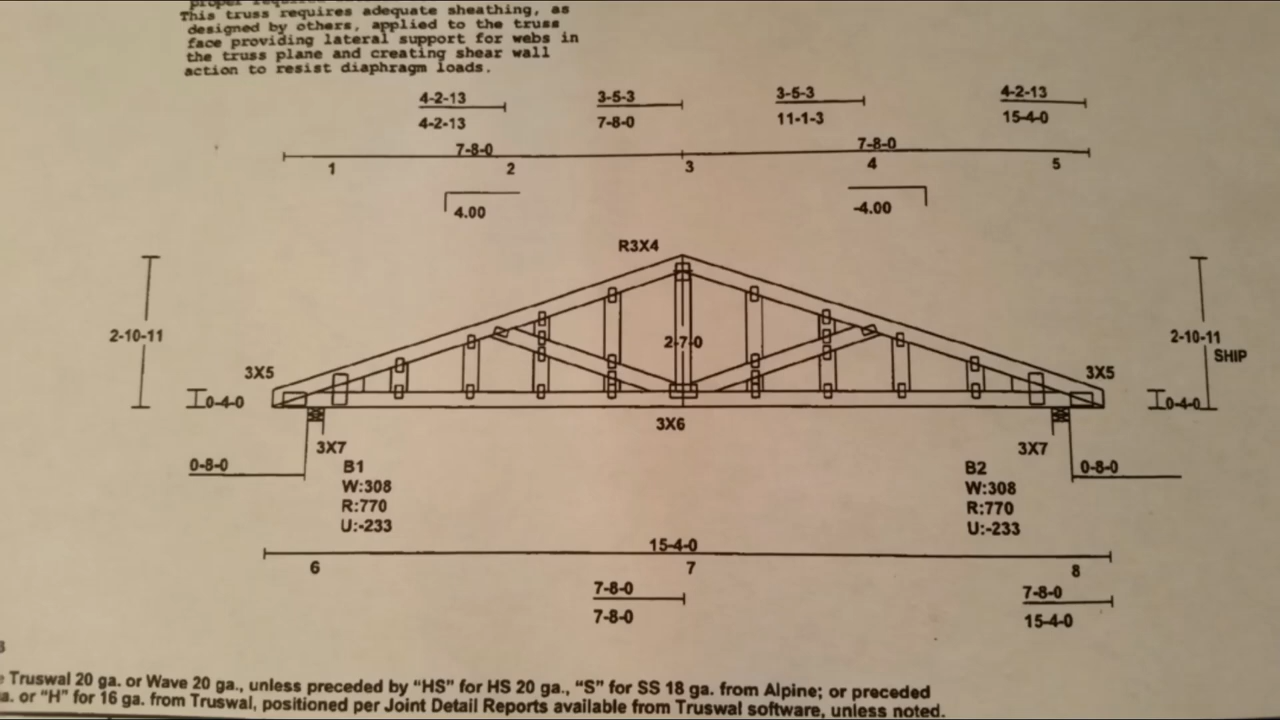 proper
This truss requires adequate sheathing, as
designed by others, applied to the truss
face providing lateral support for webs in
the truss plane and creating shear wall
action to resist diaphragm loads.
4-2-13 3-5-3 3-5-3 4-2-13
4-2-13 7-8-0 11-1-3 15-4-0
7-8-0 7-8-0
1 2 3 4 5
4.00 -4.00
R3X4
2-10-11 2-7-0 2-10-11
SHIP
3X5 3X5
0-4-0 0-4-0
3X6
3X7 3X7
0-8-0 B1 B2 0-8-0
W:308 W:308
R:770 R:770
U:-233 U:-233
15-4-0
6 7 8
7-8-0 7-8-0
7-8-0 15-4-0
Truswal 20 ga. or Wave 20 ga., unless preceded by “HS” for HS 20 ga., “S” for SS 18 ga. from Alpine; or preceded
or “H” for 16 ga. from Truswal, positioned per Joint Detail Reports available from Truswal software, unless noted.